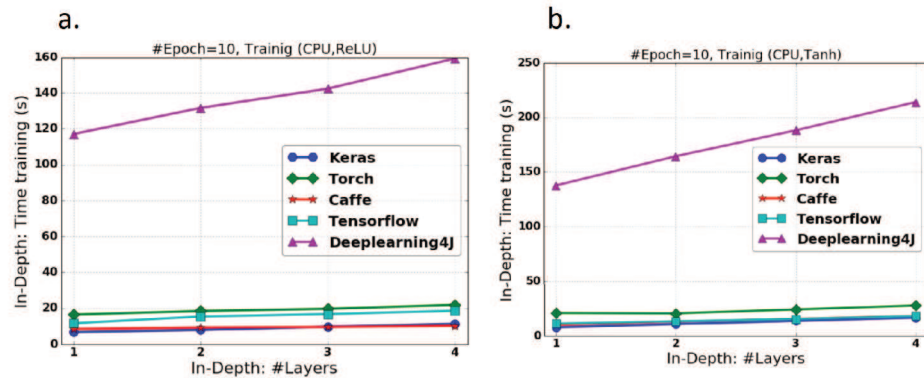 a.
#Epoch=10, Trainig (CPU,ReLU)
160
140
120
100
80
60
40
20
0
In-Depth: Time training (s)
Keras
Torch
Caffe
Tensorflow
Deeplearning4J
1 2 3 4
In-Depth: #Layers
b.
#Epoch=10, Trainig (CPU,Tanh)
250
200
150
100
50
0
In-Depth: Time training (s)
Keras
Torch
Caffe
Tensorflow
Deeplearning4J
1 2 3 4
In-Depth: #Layers